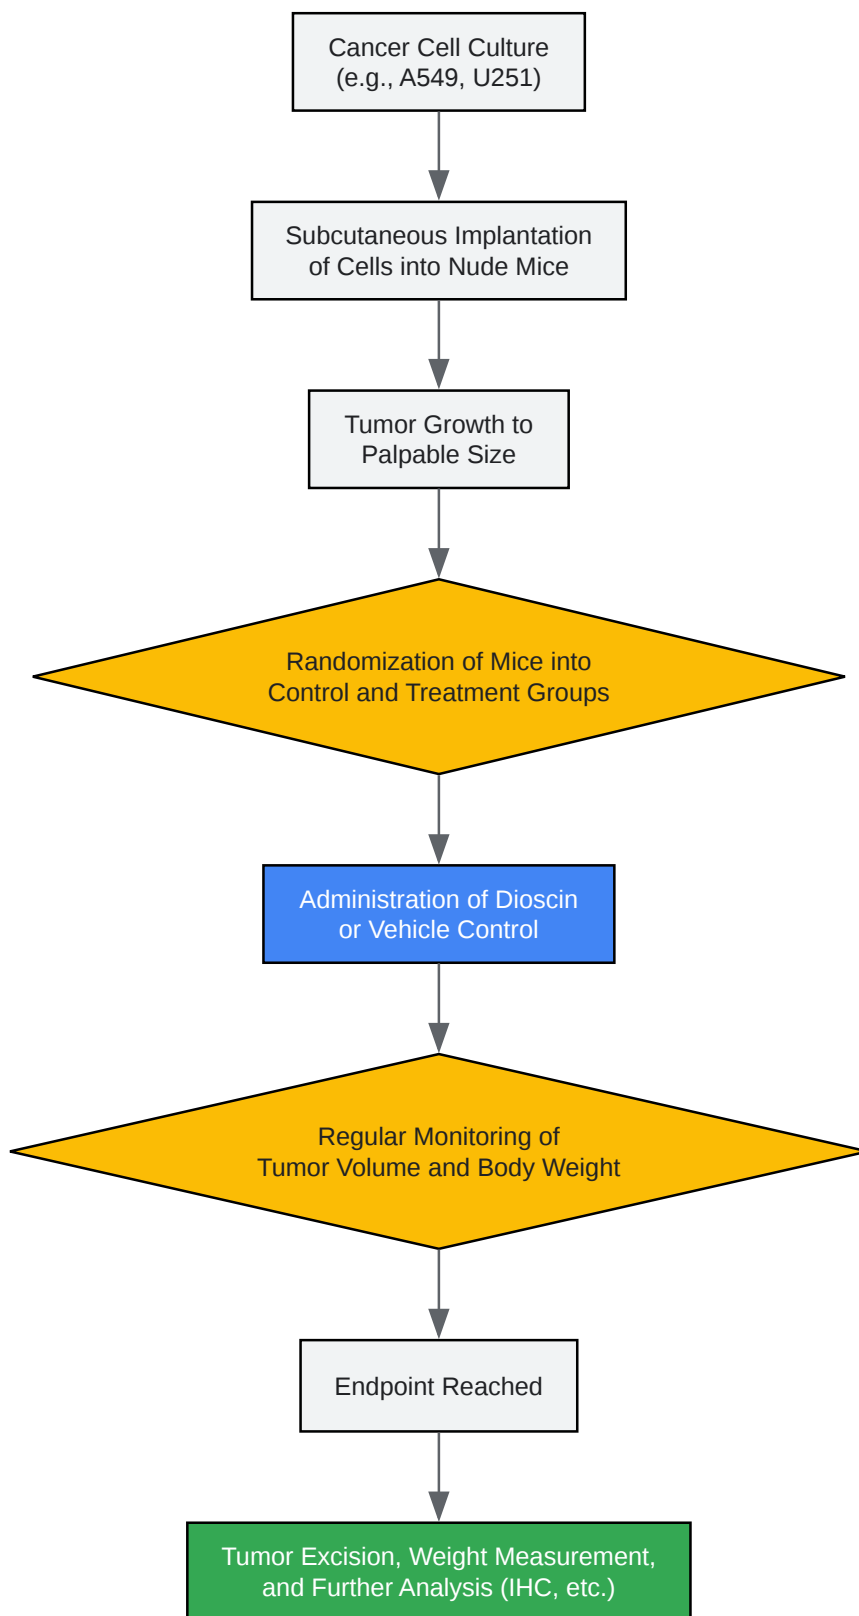 Cancer Cell Culture
(e.g., A549, U251)
Subcutaneous Implantation
of Cells into Nude Mice
Tumor Growth to
Palpable Size
Randomization of Mice into
Control and Treatment Groups
Administration of Dioscin
or Vehicle Control
Regular Monitoring of
Tumor Volume and Body Weight
Endpoint Reached
Tumor Excision, Weight Measurement,
and Further Analysis (IHC, etc.)